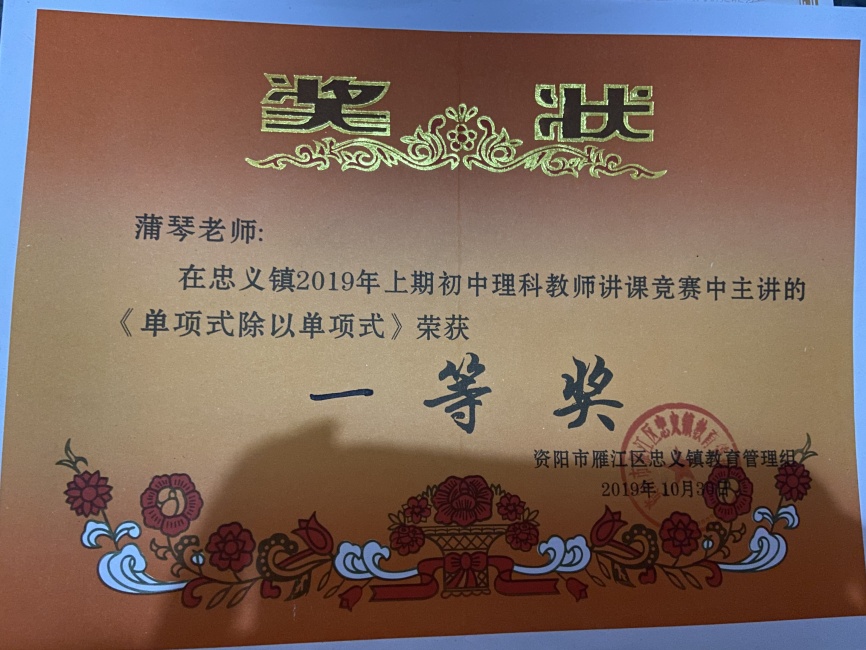 奖状
蒲琴老师:
在忠义镇2019年上期初中理科教师讲课竞赛中主讲的
《单项式除以单项式》荣获
一等奖
资阳市雁江区忠义镇教育管理组
2019年10月30日